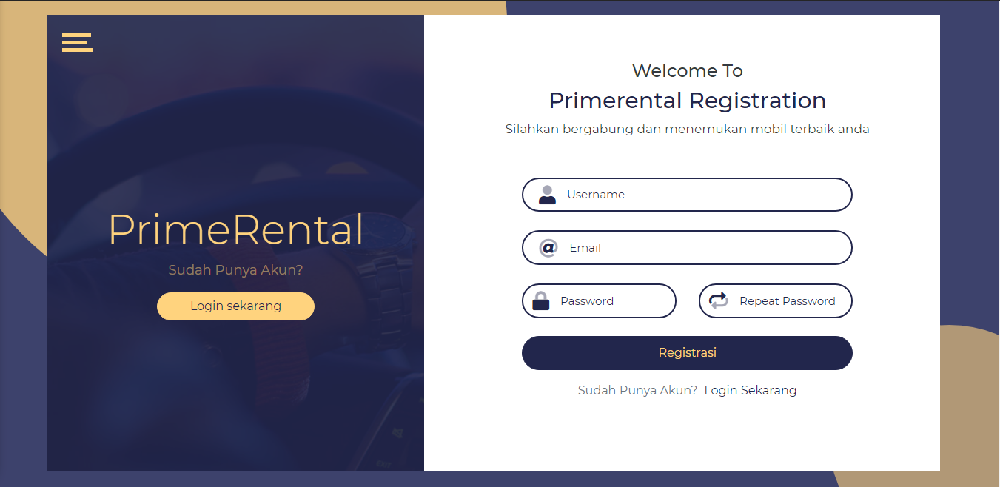 PrimeRental
Sudah Punya Akun?
Login sekarang
Welcome To
Primerental Registration
Silahkan bergabung dan menemukan mobil terbaik anda
Username
@ Email
Password
Repeat Password
Registrasi
Sudah Punya Akun? Login Sekarang
EXIT